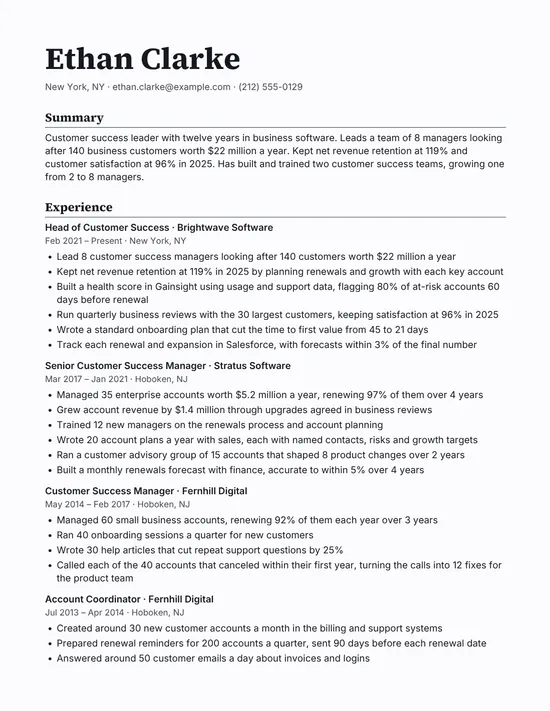 Ethan Clarke
New York, NY · ethan.clarke@example.com · (212) 555-0129
Summary
Customer success leader with twelve years in business software. Leads a team of 8 managers looking
after 140 business customers worth $22 million a year. Kept net revenue retention at 119% and
customer satisfaction at 96% in 2025. Has built and trained two customer success teams, growing one
from 2 to 8 managers.
Experience
Head of Customer Success · Brightwave Software
Feb 2021 – Present · New York, NY
• Lead 8 customer success managers looking after 140 customers worth $22 million a year
• Kept net revenue retention at 119% in 2025 by planning renewals and growth with each key account
• Built a health score in Gainsight using usage and support data, flagging 80% of at-risk accounts 60
days before renewal
• Run quarterly business reviews with the 30 largest customers, keeping satisfaction at 96% in 2025
• Wrote a standard onboarding plan that cut the time to first value from 45 to 21 days
• Track each renewal and expansion in Salesforce, with forecasts within 3% of the final number
Senior Customer Success Manager · Stratus Software
Mar 2017 – Jan 2021 · Hoboken, NJ
• Managed 35 enterprise accounts worth $5.2 million a year, renewing 97% of them over 4 years
• Grew account revenue by $1.4 million through upgrades agreed in business reviews
• Trained 12 new managers on the renewals process and account planning
• Wrote 20 account plans a year with sales, each with named contacts, risks and growth targets
• Ran a customer advisory group of 15 accounts that shaped 8 product changes over 2 years
• Built a monthly renewals forecast with finance, accurate to within 5% over 4 years
Customer Success Manager · Fernhill Digital
May 2014 – Feb 2017 · Hoboken, NJ
• Managed 60 small business accounts, renewing 92% of them each year over 3 years
• Ran 40 onboarding sessions a quarter for new customers
• Wrote 30 help articles that cut repeat support questions by 25%
• Called each of the 40 accounts that canceled within their first year, turning the calls into 12 fixes for
the product team
Account Coordinator · Fernhill Digital
Jul 2013 – Apr 2014 · Hoboken, NJ
• Created around 30 new customer accounts a month in the billing and support systems
• Prepared renewal reminders for 200 accounts a quarter, sent 90 days before each renewal date
• Answered around 50 customer emails a day about invoices and logins